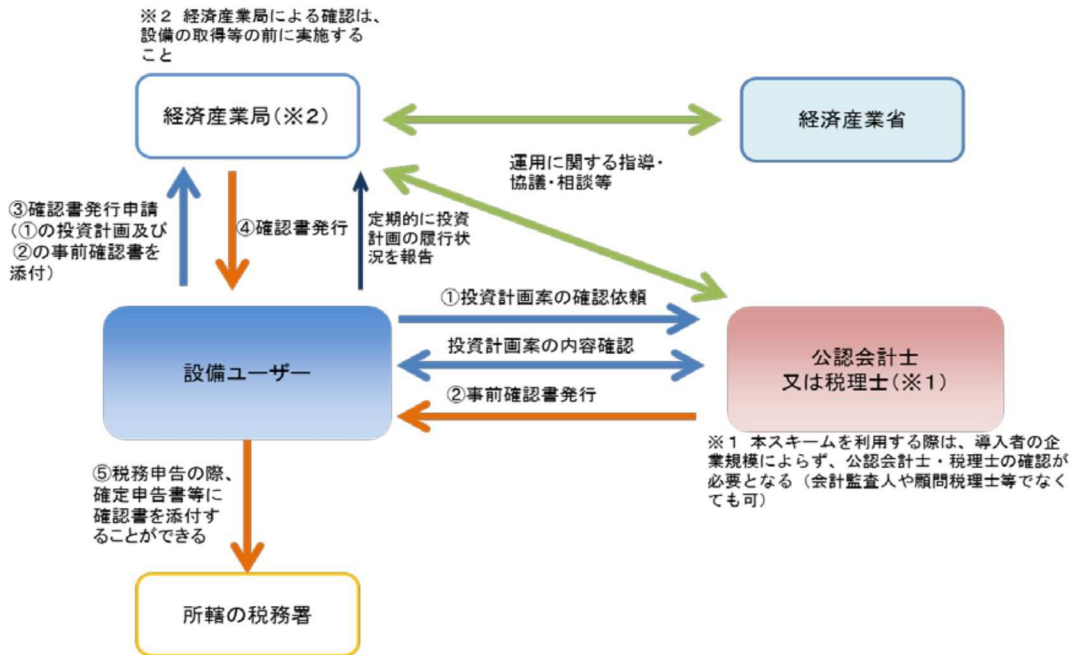 ※２ 経済産業局による確認は、
設備の取得等の前に実施する
こと
経済産業局(※２)
経済産業省
運用に関する指導・
協議・相談等
③確認書発行申請
(①の投資計画及び
②の事前確認書を
添付)
④確認書発行
定期的に投資
計画の履行状
況を報告
①投資計画案の確認依頼
設備ユーザー
投資計画案の内容確認
公認会計士
又は税理士(※１)
②事前確認書発行
※１ 本スキームを利用する際は、導入者の企
業規模によらず、公認会計士・税理士の確認が
必要となる（会計監査人や顧問税理士等でなく
ても可）
⑤税務申告の際、
確定申告書等に
確認書を添付す
ることができる
所轄の税務署